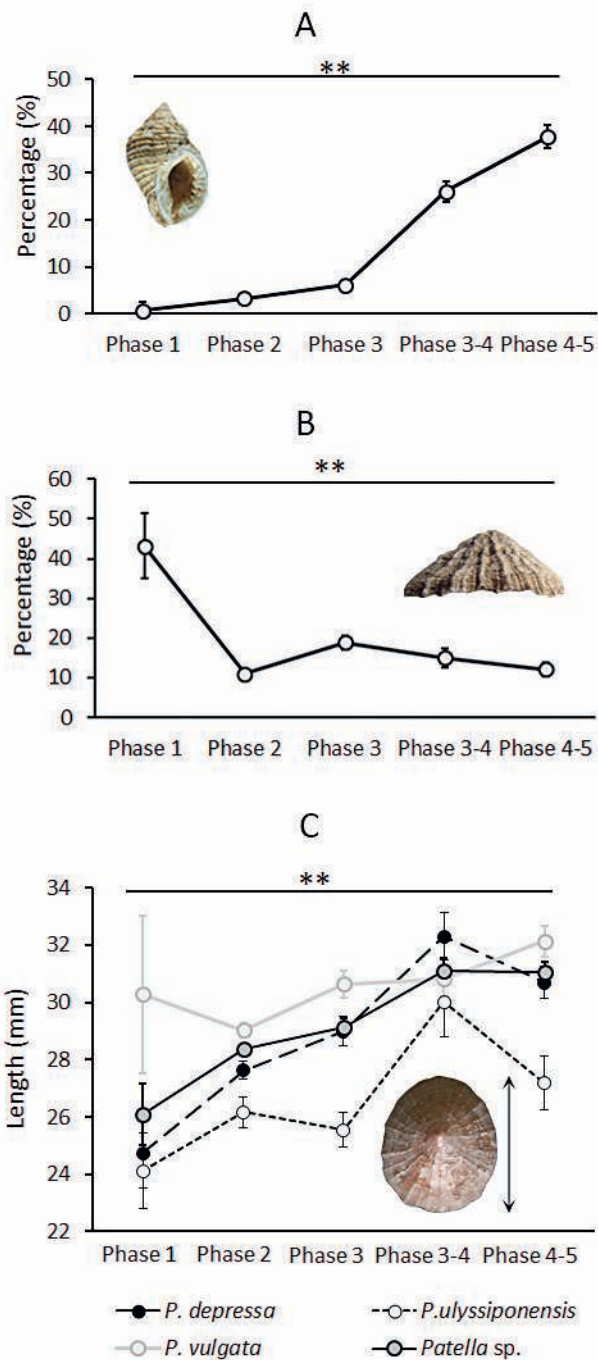 A
**
50
40
30
20
10
0
Percentage (%)
Phase 1 Phase 2 Phase 3 Phase 3-4 Phase 4-5
B
**
60
50
40
30
20
10
0
Percentage (%)
Phase 1 Phase 2 Phase 3 Phase 3-4 Phase 4-5
C
**
34
32
30
28
26
24
22
Length (mm)
Phase 1 Phase 2 Phase 3 Phase 3-4 Phase 4-5
P. depressa P.ulyssiponensis
P. vulgata Patella sp.